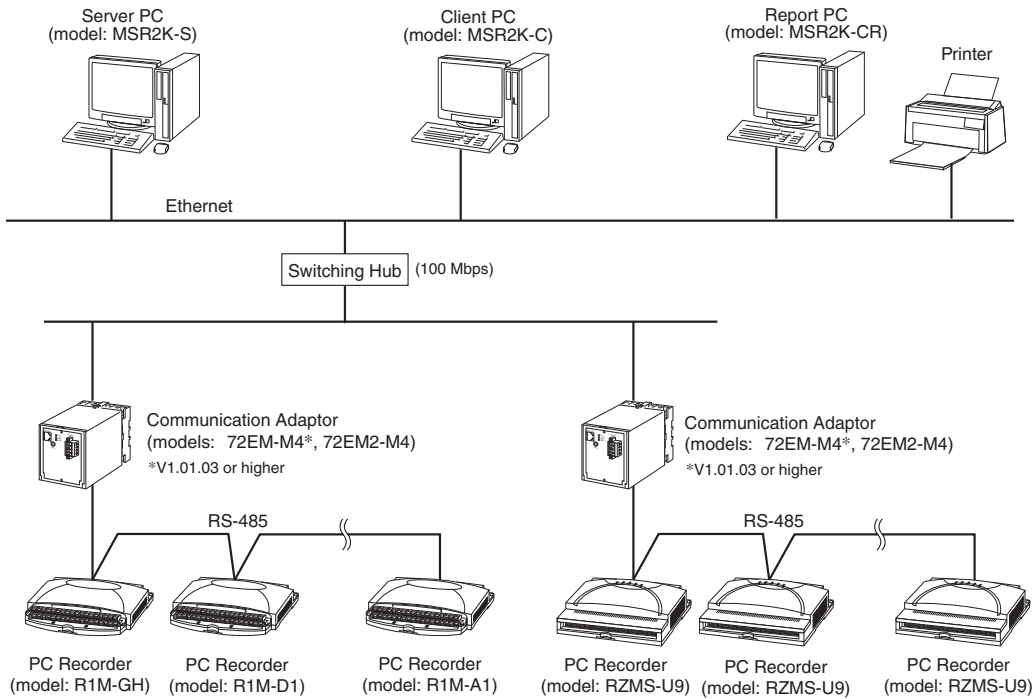 Server PC
(model: MSR2K-S)
Client PC
(model: MSR2K-C)
Report PC
(model: MSR2K-CR)
Printer
Ethernet
Switching Hub
(100 Mbps)
Communication Adaptor
(models: 72EM-M4*, 72EM2-M4)
*V1.01.03 or higher
Communication Adaptor
(models: 72EM-M4*, 72EM2-M4)
*V1.01.03 or higher
RS-485
RS-485
PC Recorder
(model: R1M-GH)
PC Recorder
(model: R1M-D1)
PC Recorder
(model: R1M-A1)
PC Recorder
(model: RZMS-U9)
PC Recorder
(model: RZMS-U9)
PC Recorder
(model: RZMS-U9)